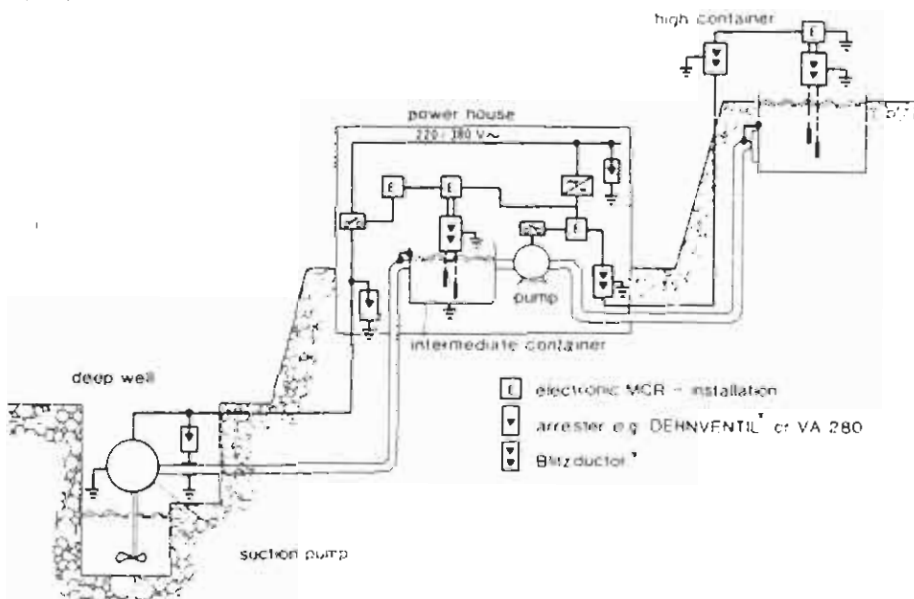 high container
power house
220/380 V~
E
E
E
E
pump
intermediate container
deep well
E electronic MCR - installation
arrester e.g. DEHNVENTIL or VA 280
Blitzductor
suction pump